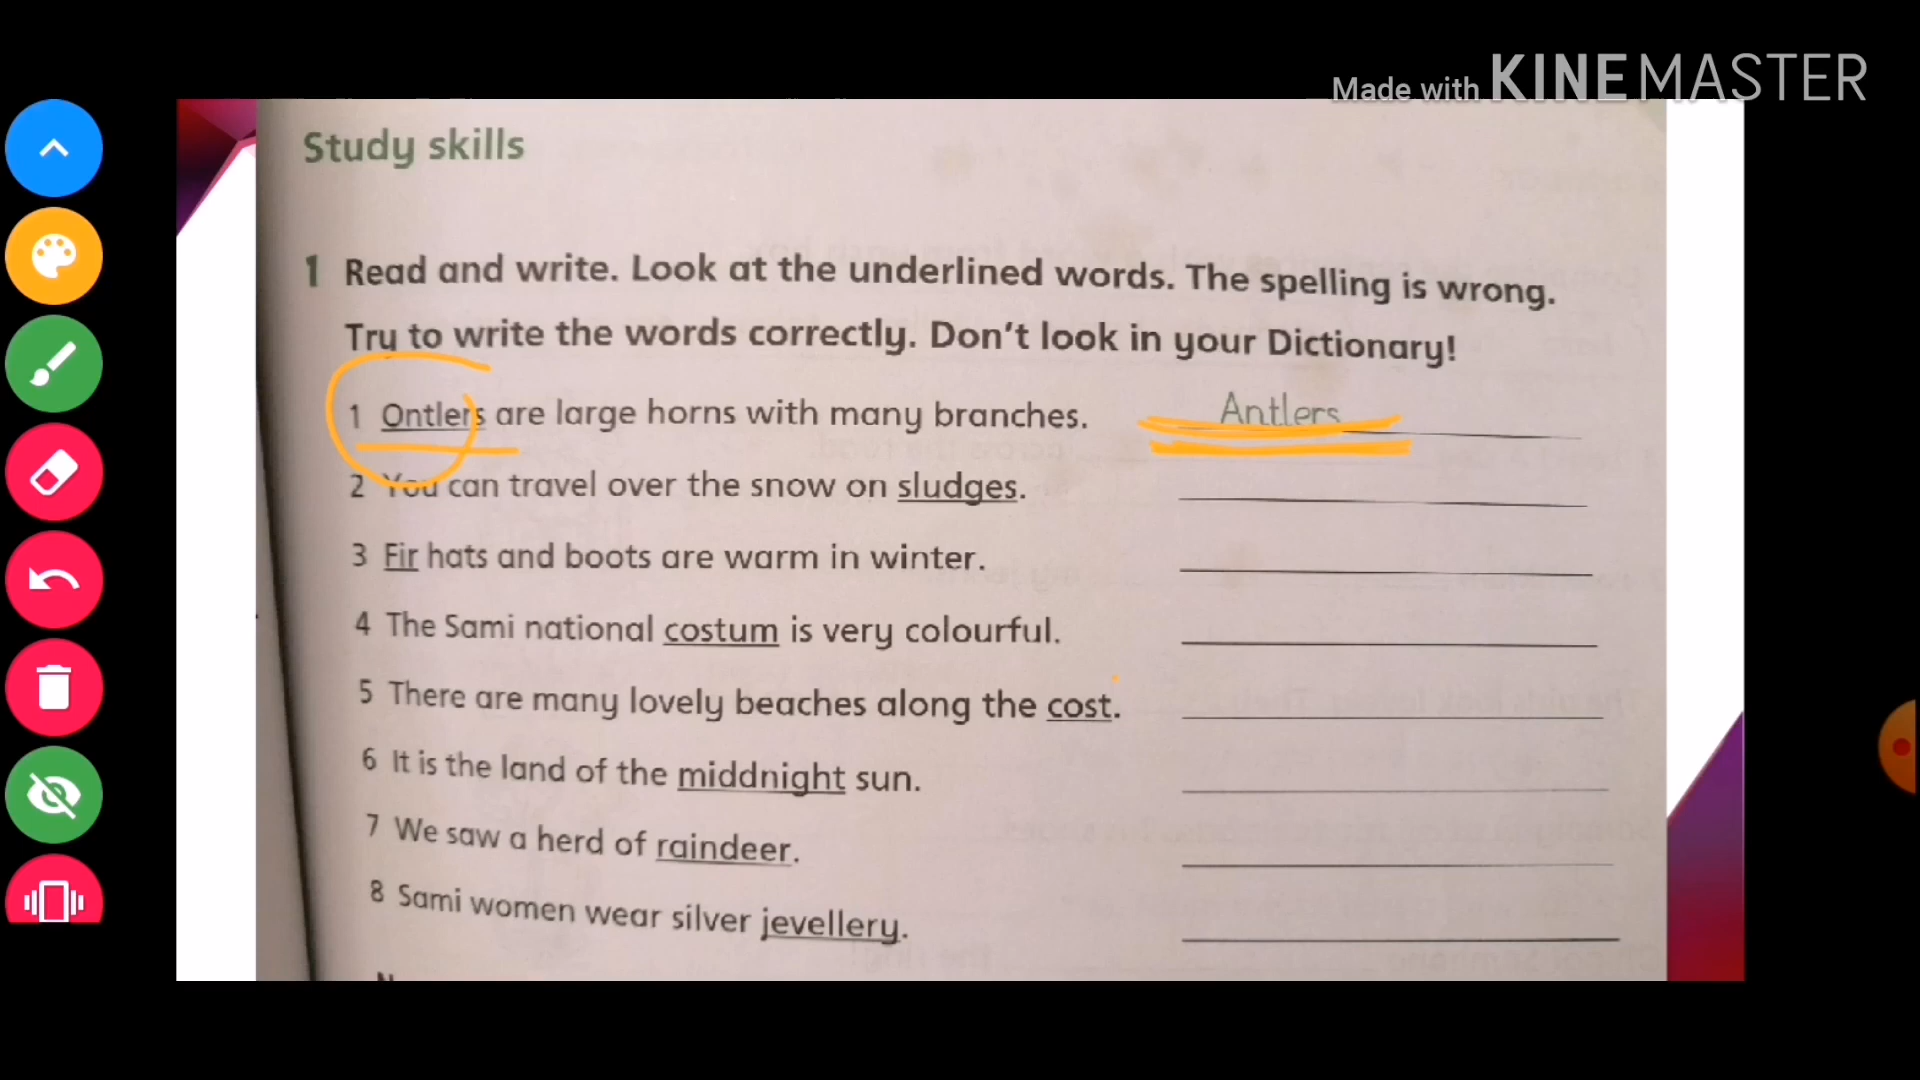 Made with KINEMASTER
Study skills
1 Read and write. Look at the underlined words. The spelling is wrong.
Try to write the words correctly. Don't look in your Dictionary!
1 Ontlers are large horns with many branches. Antlers
2 You can travel over the snow on sludges.
3 Fir hats and boots are warm in winter.
4 The Sami national costum is very colourful.
5 There are many lovely beaches along the cost.
6 It is the land of the middnight sun.
7 We saw a herd of raindeer.
8 Sami women wear silver jevellery.